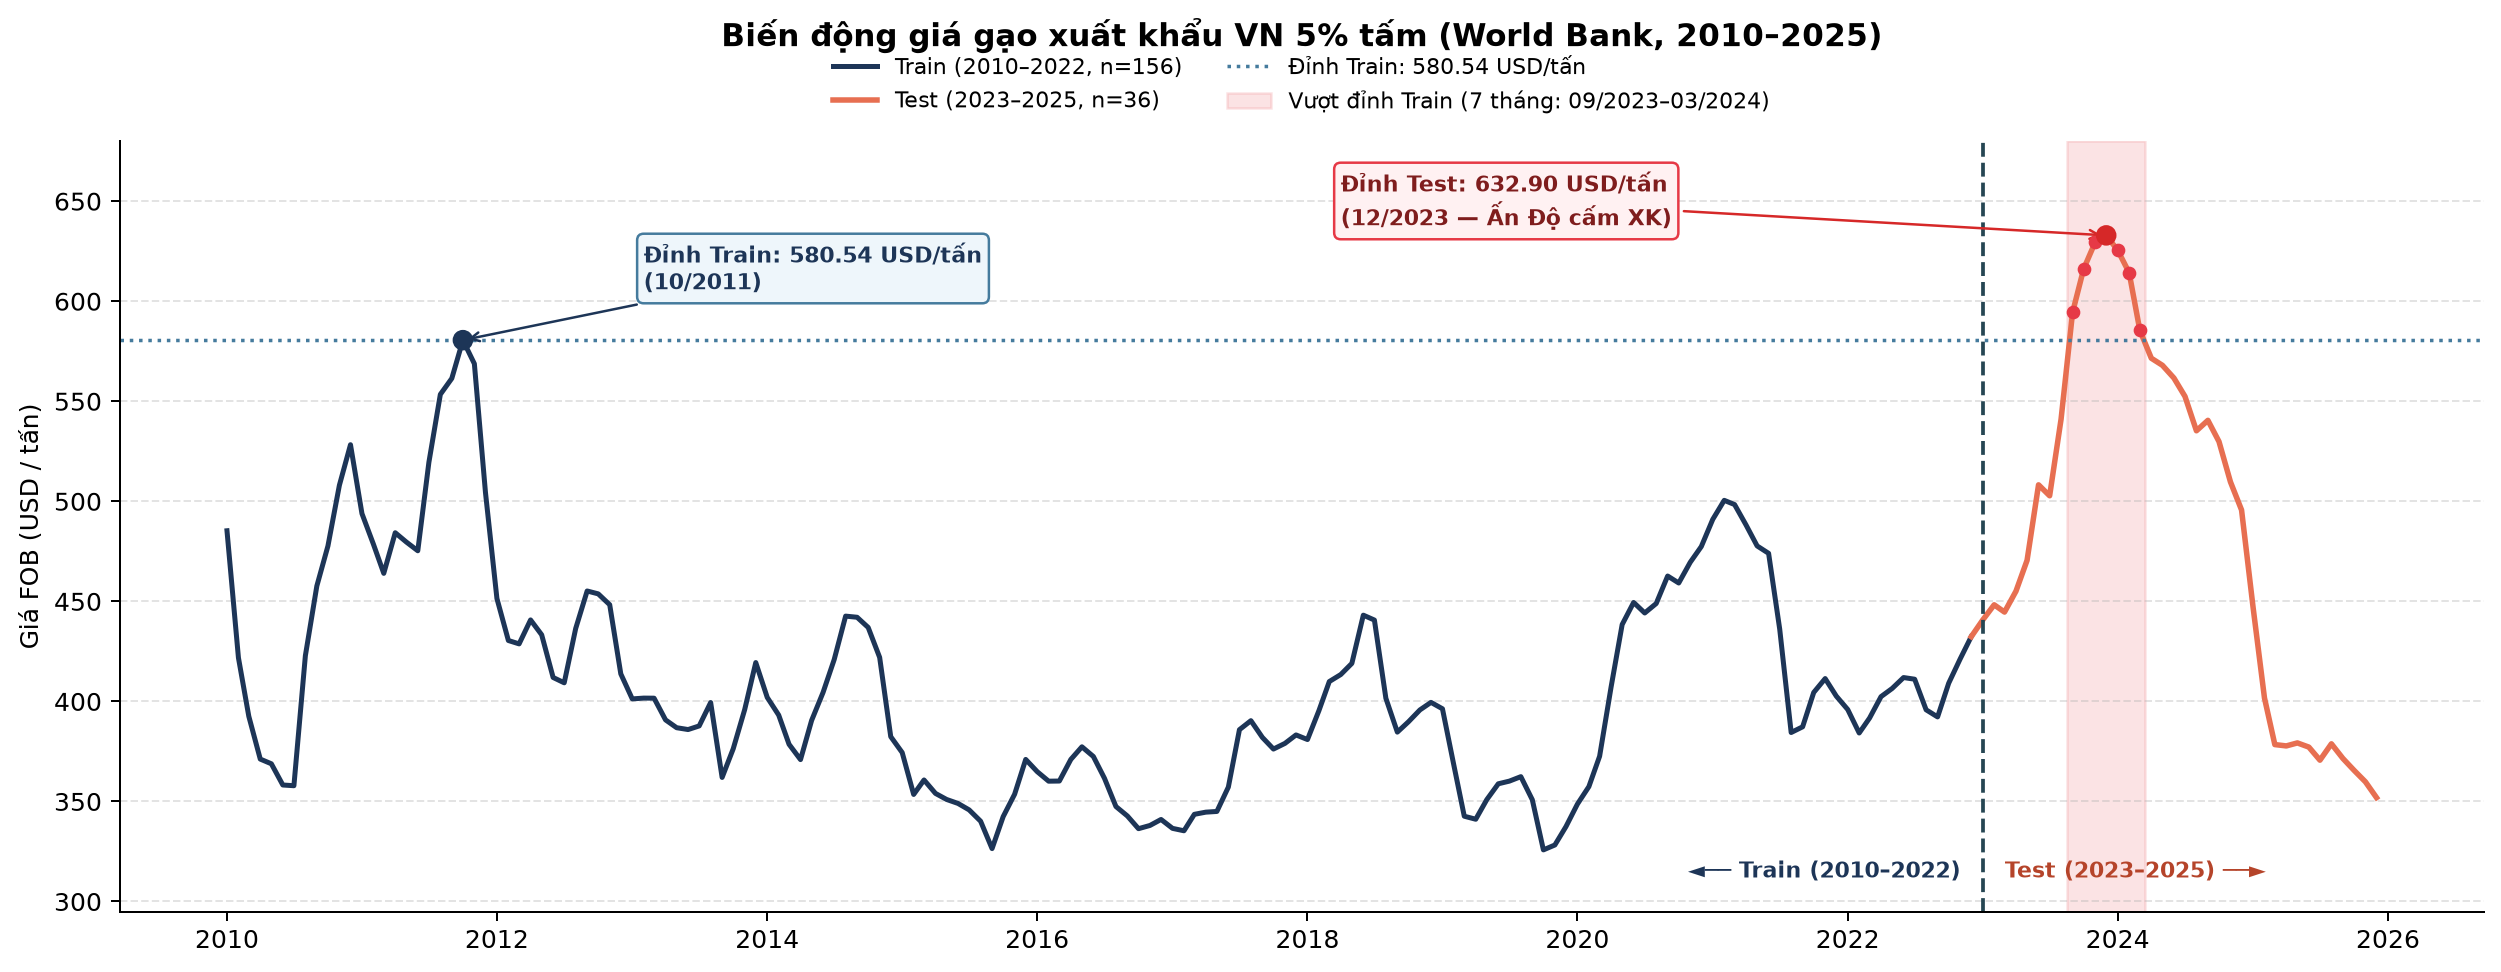 Biến động giá gạo xuất khẩu VN 5% tấm (World Bank, 2010–2025)
Train (2010–2022, n=156)
Test (2023–2025, n=36)
Đỉnh Train: 580.54 USD/tấn
Vượt đỉnh Train (7 tháng: 09/2023–03/2024)
Giá FOB (USD / tấn)
650
600
550
500
450
400
350
300
Đỉnh Test: 632.90 USD/tấn
(12/2023 — Ấn Độ cấm XK)
Đỉnh Train: 580.54 USD/tấn
(10/2011)
Train (2010–2022)
Test (2023–2025)
2010
2012
2014
2016
2018
2020
2022
2024
2026